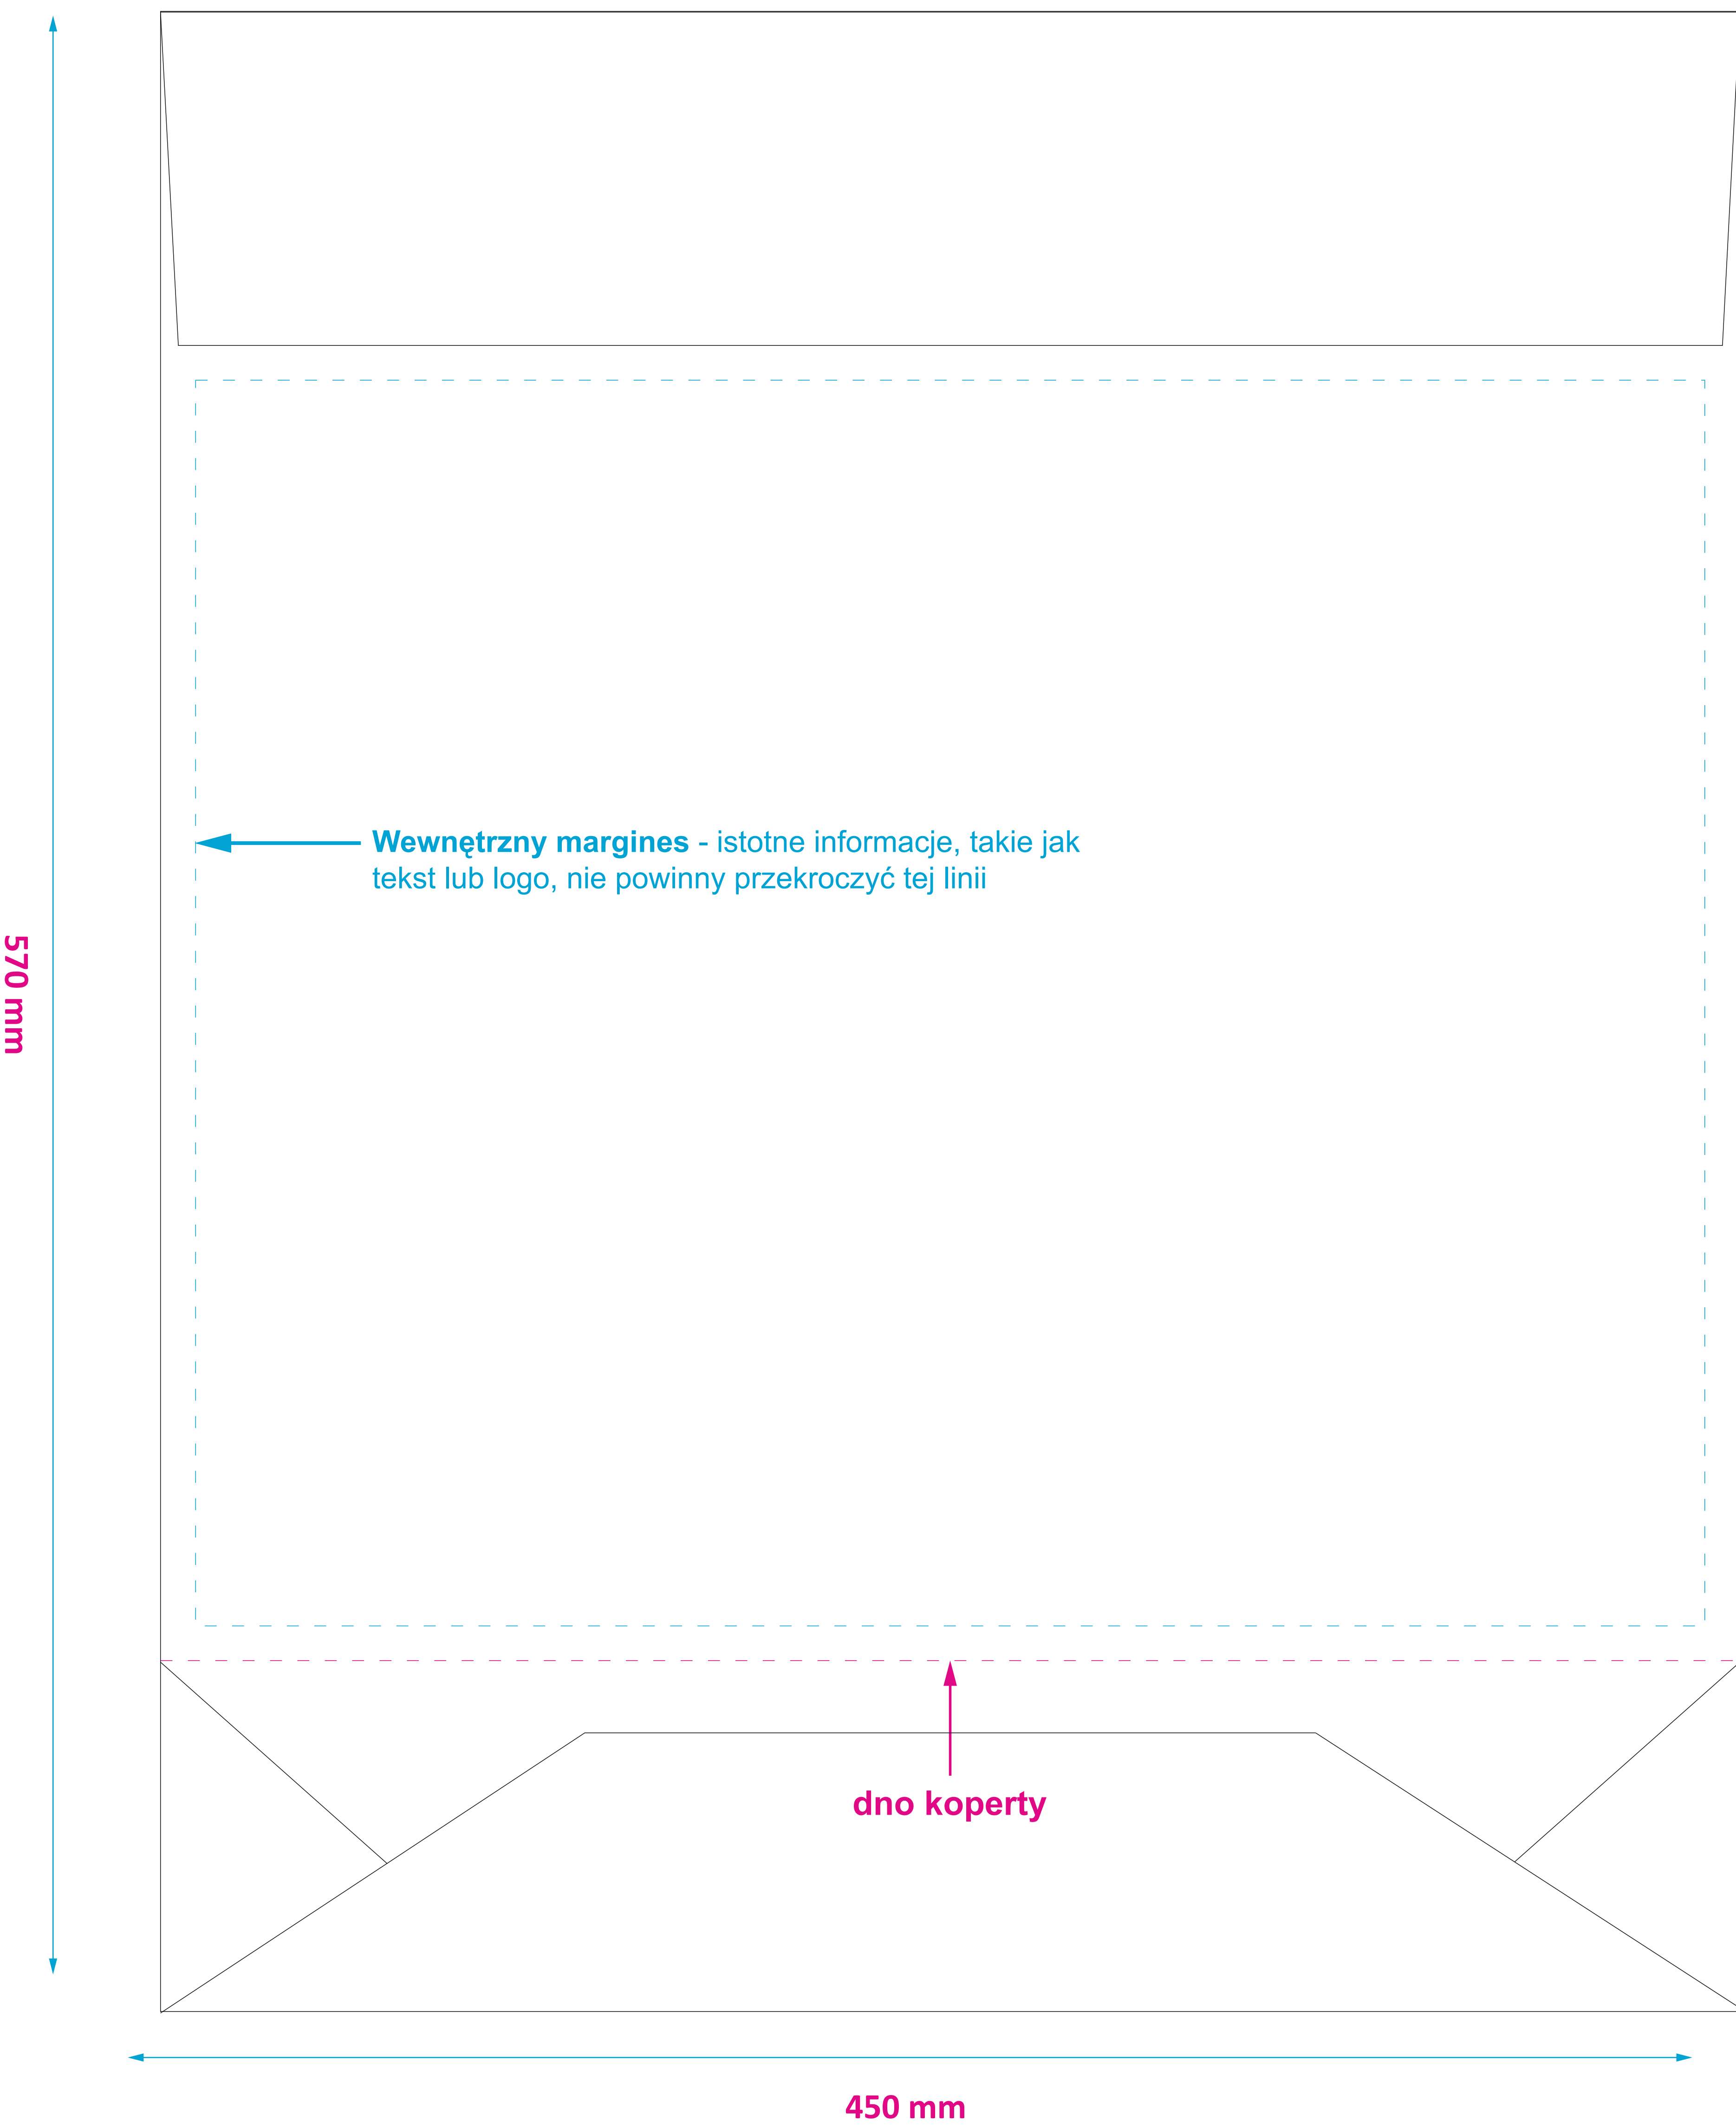 Wewnętrzny margines - istotne informacje, takie jak
tekst lub logo, nie powinny przekroczyć tej linii
570 mm
dno koperty
450 mm